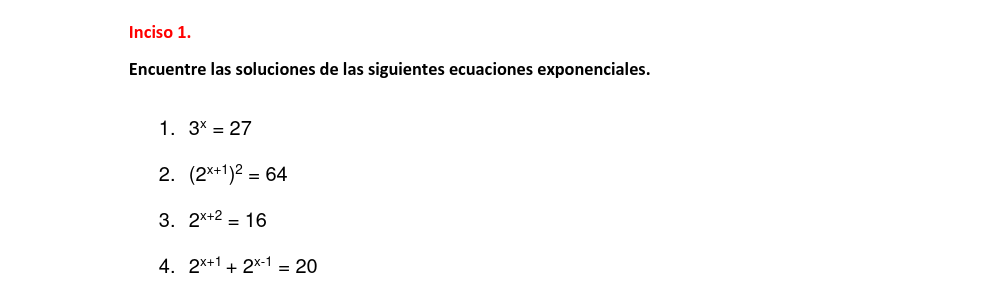 Inciso 1.
Encuentre las soluciones de las siguientes ecuaciones exponenciales.
1. 3ˣ = 27
2. (2ˣ⁺¹)² = 64
3. 2ˣ⁺² = 16
4. 2ˣ⁺¹ + 2ˣ⁻¹ = 20